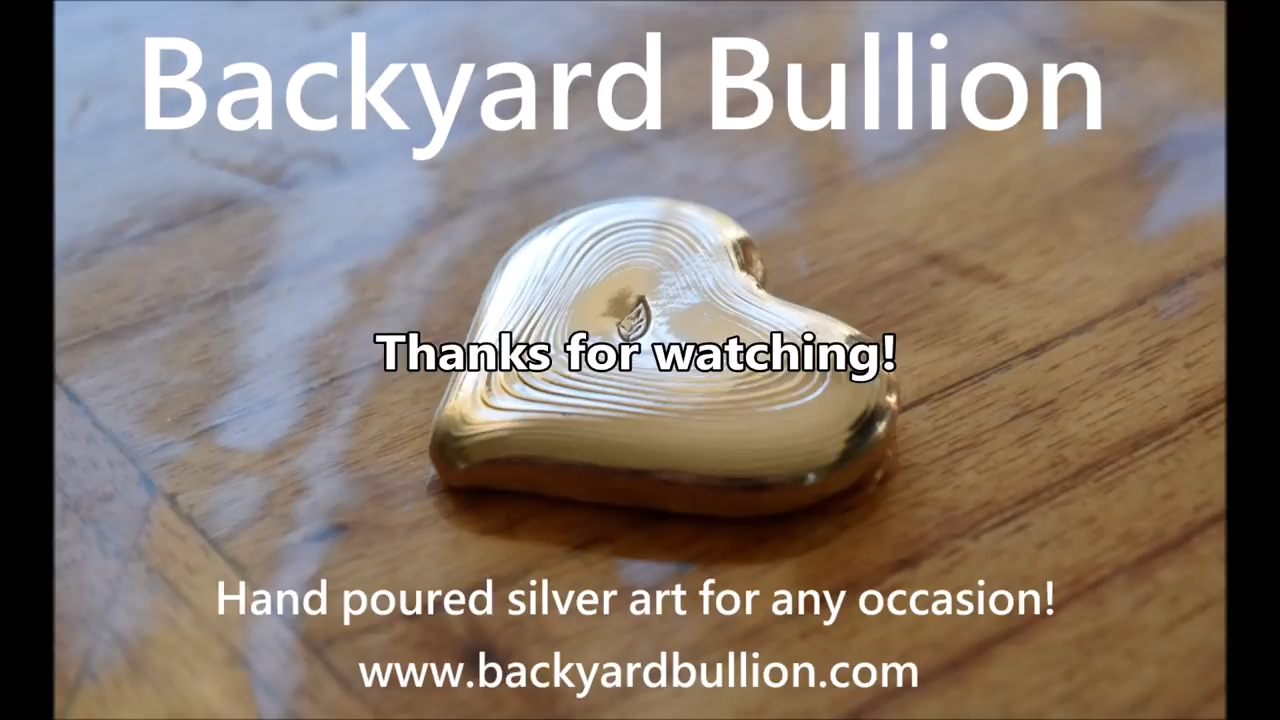 Backyard Bullion
Thanks for watching!
Hand poured silver art for any occasion!
www.backyardbullion.com